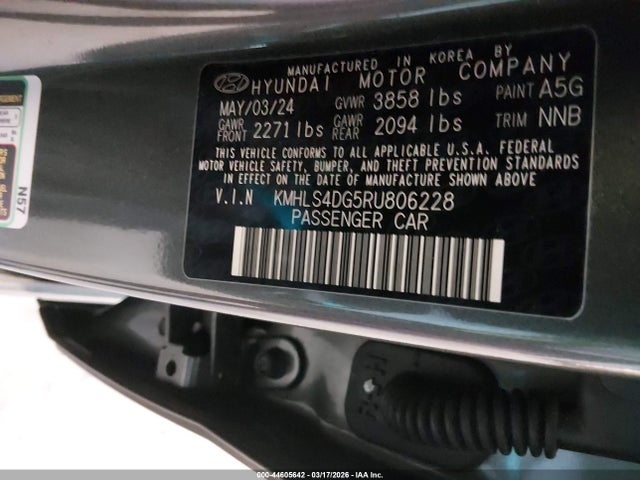 MANUFACTURED IN KOREA BY
HYUNDAI MOTOR COMPANY
MAY/03/24 GVWR 3858 lbs PAINT A5G
GAWR FRONT 2271 lbs GAWR REAR 2094 lbs TRIM NNB
THIS VEHICLE CONFORMS TO ALL APPLICABLE U.S.A. FEDERAL
MOTOR VEHICLE SAFETY, BUMPER, AND THEFT PREVENTION STANDARDS
IN EFFECT ON THE DATE OF MANUFACTURE SHOWN ABOVE
V.I.N KMHLS4DG5RU806228
PASSENGER CAR
N57
000-44605642 - 03/17/2026 - IAA Inc.